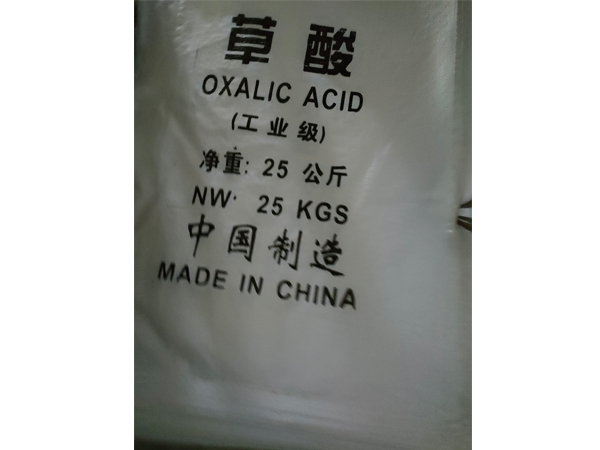 草酸
OXALIC ACID
(工业级)
净重: 25 公斤
NW· 25 KGS
中国制造
MADE IN CHINA